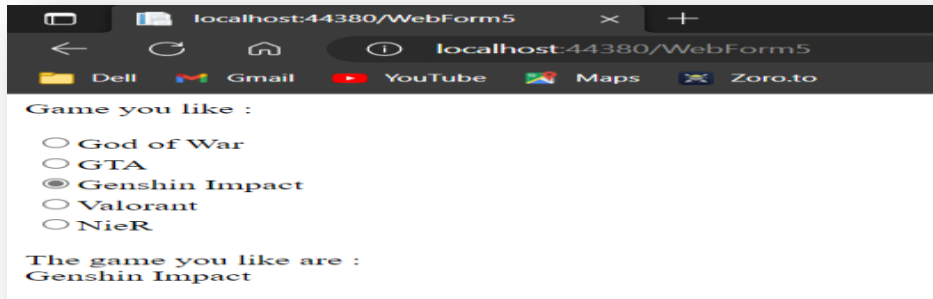 localhost:44380/WebForm5
localhost:44380/WebForm5
Dell Gmail YouTube Maps Zoro.to
Game you like :
God of War
GTA
Genshin Impact
Valorant
NieR
The game you like are :
Genshin Impact